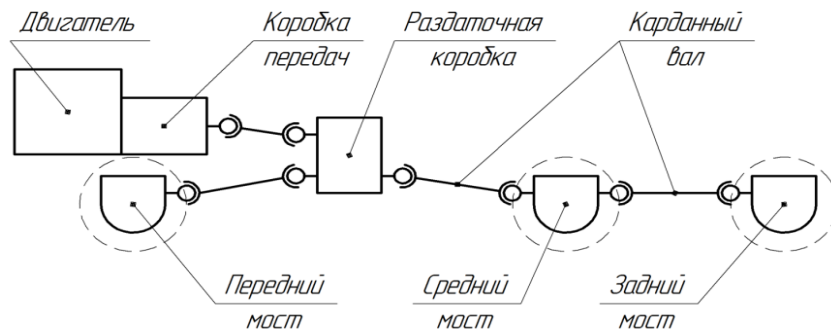 Двигатель
Коробка
передач
Раздаточная
коробка
Карданный
вал
Передний
мост
Средний
мост
Задний
мост